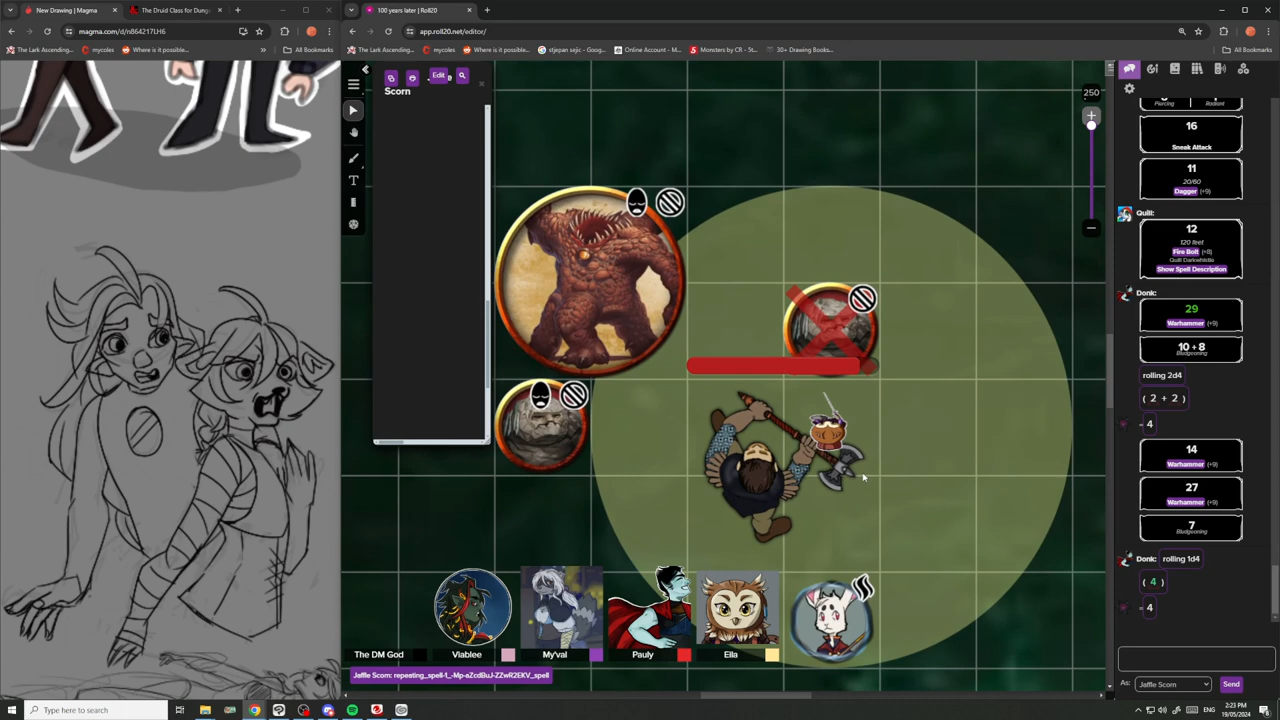 New Drawing | Magma
The Druid Class for Dung
100 years later | Roll20
magma.com/d/n864217LH6
app.roll20.net/editor/
The Lark Ascending...
mycoles
Where is it possible...
All Bookmarks
The Lark Ascending...
mycoles
Where is it possible...
stjepan sejic - Goog...
Online Account - M...
Monsters by CR - St...
30+ Drawing Books...
All Bookmarks
Edit
Scorn
250
Piercing
Radiant
16
Sneak Attack
11
20/60
Dagger (+9)
Quill:
12
120 feet
Fire Bolt (+8)
Quill Darkwhistle
Show Spell Description
Donk:
29
Warhammer (+9)
10 + 8
Bludgeoning
rolling 2d4
( 2 + 2 )
= 4
14
Warhammer (+9)
27
Warhammer (+9)
7
Bludgeoning
Donk: rolling 1d4
( 4 )
= 4
The DM God
Viablee
My'val
Pauly
Eila
Jaffle Scorn: repeating_spell-1_-Mp-aZcdBuJ-ZZwR2EKV_spell
As:
Jaffle Scorn
Send
Type here to search
ENG
2:23 PM
19/05/2024